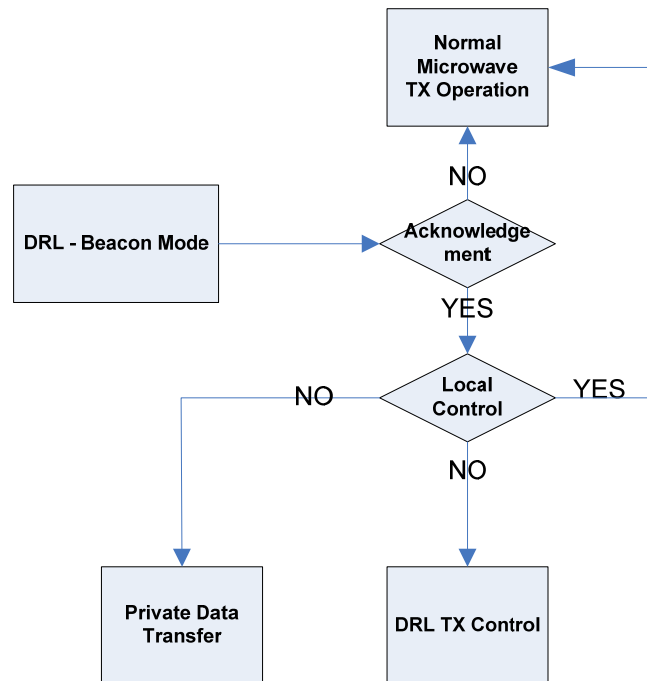 Normal
Microwave
TX Operation
NO
DRL - Beacon Mode
Acknowledge
ment
YES
Local
Control
NO
YES
NO
Private Data
Transfer
DRL TX Control